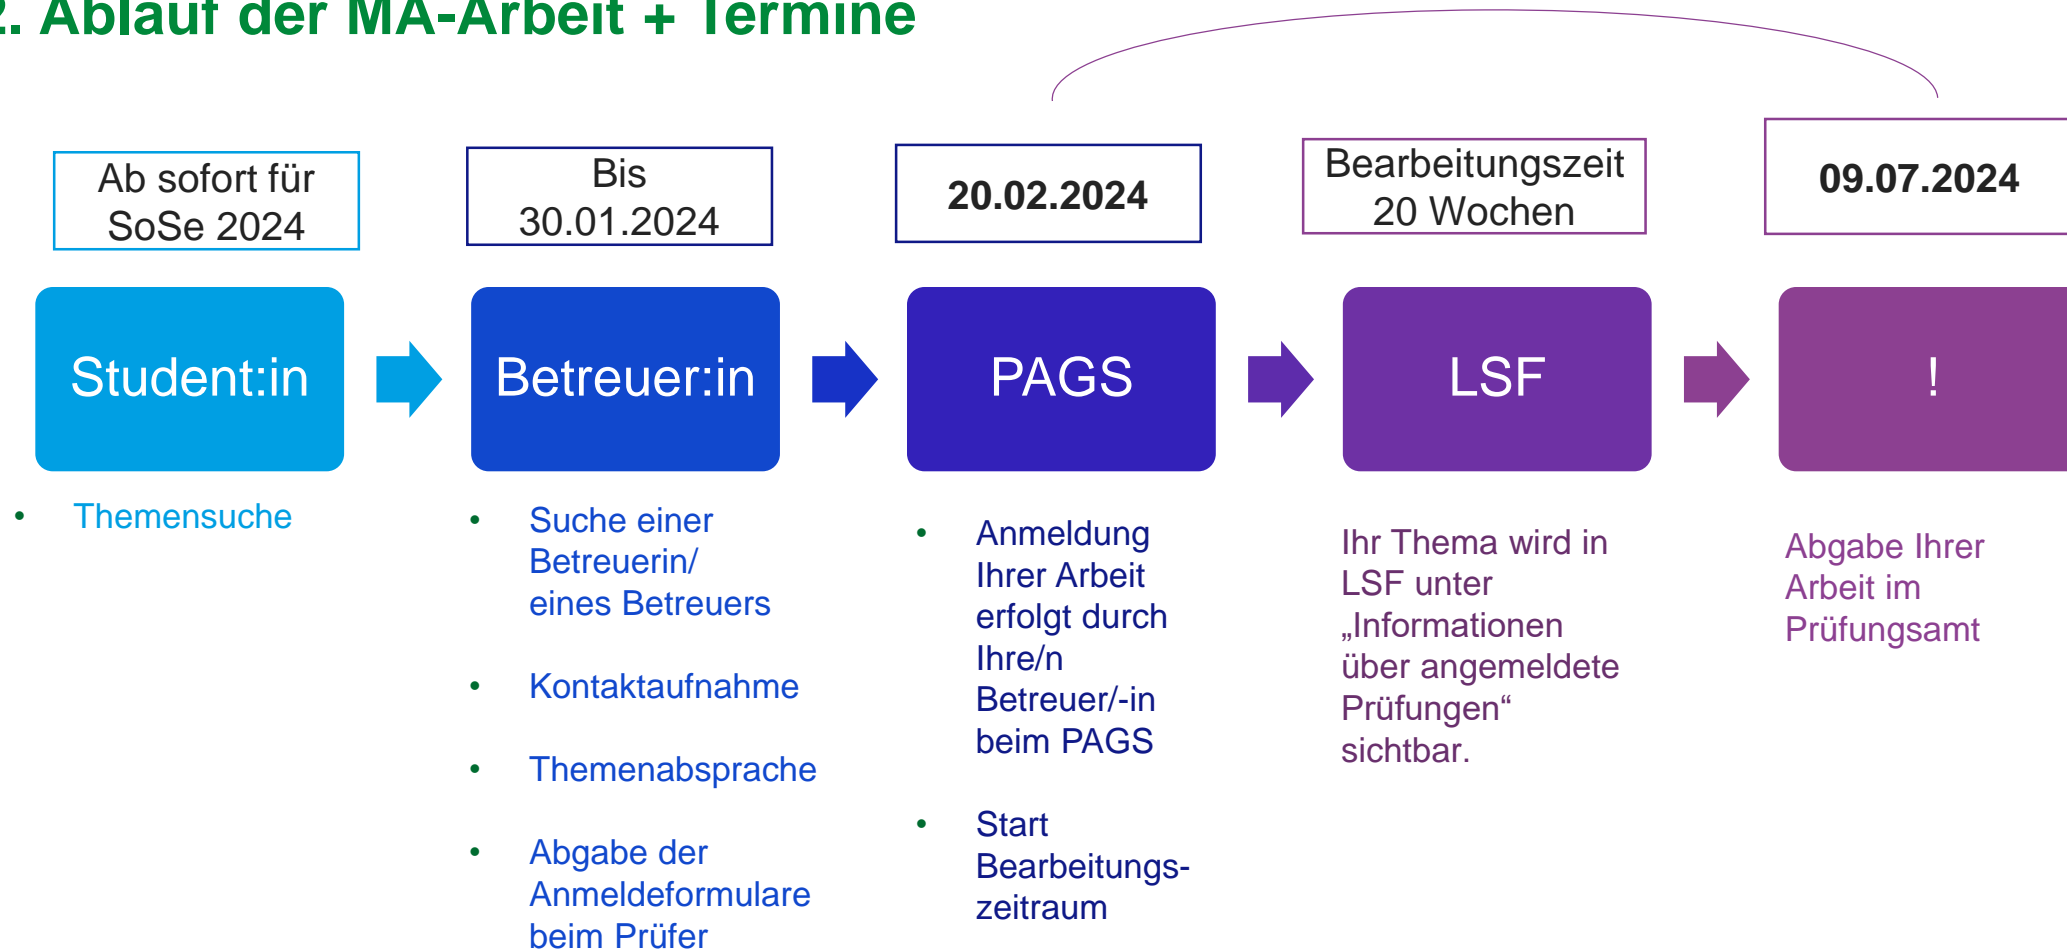 2. Ablauf der MA-Arbeit + Termine
Ab sofort für
SoSe 2024
Bis
30.01.2024
20.02.2024
Bearbeitungszeit
20 Wochen
09.07.2024
Student:in
Betreuer:in
PAGS
LSF
!
• Themensuche
• Suche einer
Betreuerin/
eines Betreuers
• Kontaktaufnahme
• Themenabsprache
• Abgabe der
Anmeldeformulare
beim Prüfer
• Anmeldung
Ihrer Arbeit
erfolgt durch
Ihre/n
Betreuer/-in
beim PAGS
• Start
Bearbeitungs-
zeitraum
Ihr Thema wird in
LSF unter
„Informationen
über angemeldete
Prüfungen“
sichtbar.
Abgabe Ihrer
Arbeit im
Prüfungsamt